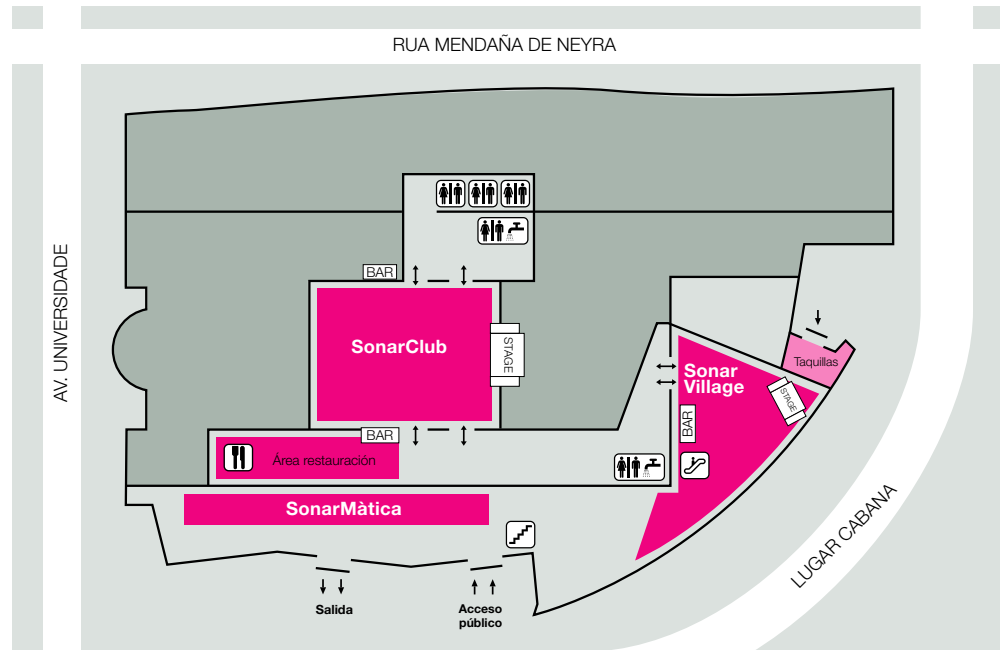 RUA MENDAÑA DE NEYRA
AV. UNIVERSIDADE
BAR
SonarClub
STAGE
Sonar
Village
Taquillas
STAGE
BAR
BAR
Área restauración
SonarMàtica
LUGAR CABANA
Salida
Acceso
público